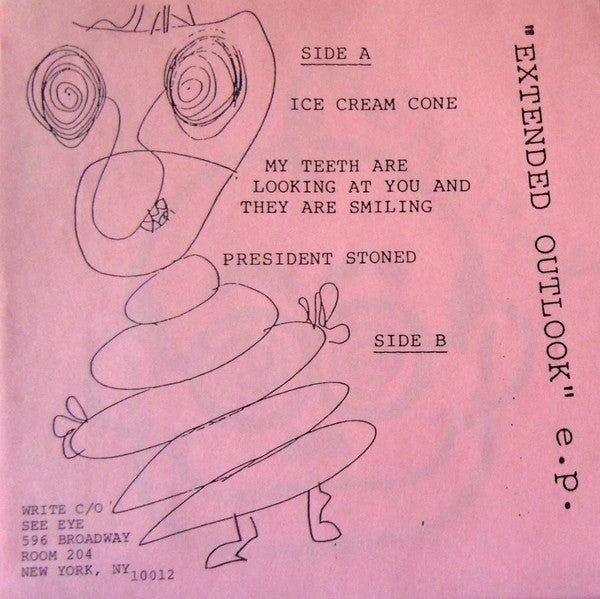 SIDE A
ICE CREAM CONE
MY TEETH ARE
LOOKING AT YOU AND
THEY ARE SMILING
PRESIDENT STONED
SIDE B
"EXTENDED OUTLOOK" e.p.
WRITE C/O
SEE EYE
596 BROADWAY
ROOM 204
NEW YORK, NY 10012